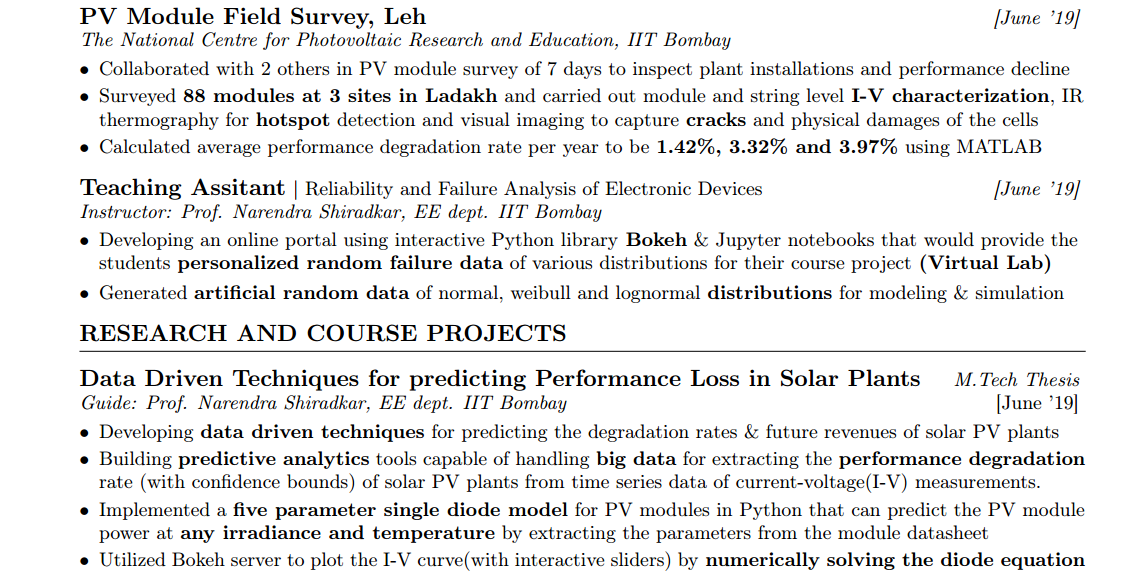 PV Module Field Survey, Leh [June '19]
The National Centre for Photovoltaic Research and Education, IIT Bombay
• Collaborated with 2 others in PV module survey of 7 days to inspect plant installations and performance decline
• Surveyed 88 modules at 3 sites in Ladakh and carried out module and string level I-V characterization, IR
thermography for hotspot detection and visual imaging to capture cracks and physical damages of the cells
• Calculated average performance degradation rate per year to be 1.42%, 3.32% and 3.97% using MATLAB
Teaching Assitant | Reliability and Failure Analysis of Electronic Devices [June '19]
Instructor: Prof. Narendra Shiradkar, EE dept. IIT Bombay
• Developing an online portal using interactive Python library Bokeh & Jupyter notebooks that would provide the
students personalized random failure data of various distributions for their course project (Virtual Lab)
• Generated artificial random data of normal, weibull and lognormal distributions for modeling & simulation
RESEARCH AND COURSE PROJECTS
Data Driven Techniques for predicting Performance Loss in Solar Plants M.Tech Thesis
Guide: Prof. Narendra Shiradkar, EE dept. IIT Bombay [June '19]
• Developing data driven techniques for predicting the degradation rates & future revenues of solar PV plants
• Building predictive analytics tools capable of handling big data for extracting the performance degradation
rate (with confidence bounds) of solar PV plants from time series data of current-voltage(I-V) measurements.
• Implemented a five parameter single diode model for PV modules in Python that can predict the PV module
power at any irradiance and temperature by extracting the parameters from the module datasheet
• Utilized Bokeh server to plot the I-V curve(with interactive sliders) by numerically solving the diode equation